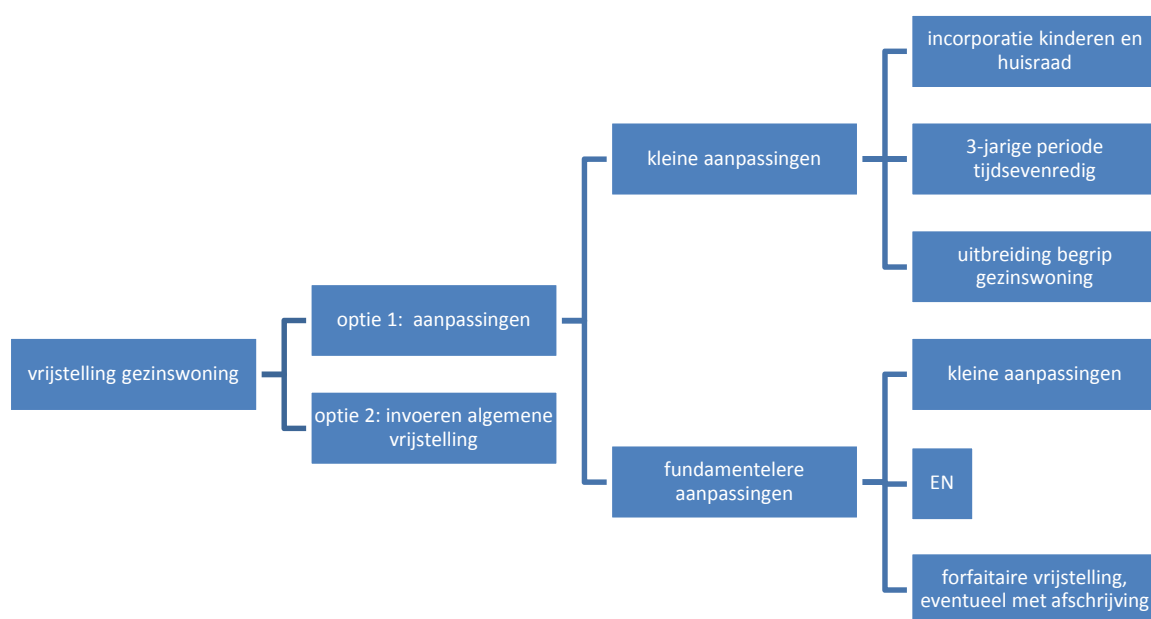 vrijstelling gezinswoning
optie 1:  aanpassingen
optie 2: invoeren algemene
vrijstelling
kleine aanpassingen
incorporatie kinderen en
huisraad
3-jarige periode
tijdsevenredig
uitbreiding begrip
gezinswoning
fundamentelere
aanpassingen
kleine aanpassingen
EN
forfaitaire vrijstelling,
eventueel met afschrijving